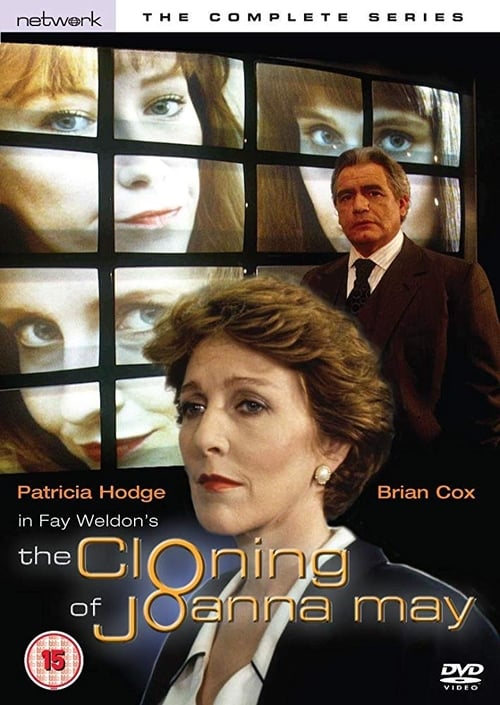 network THE COMPLETE SERIES
Patricia Hodge Brian Cox
in Fay Weldon's
the Cloning
of Joanna may
15
DVD
VIDEO